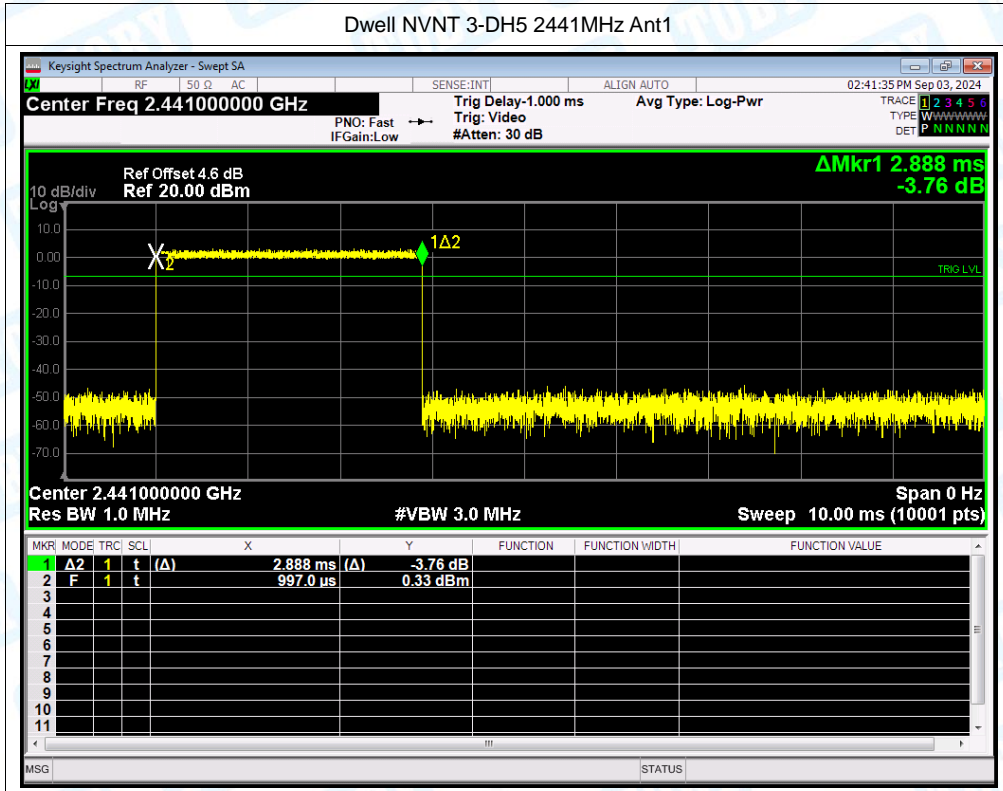 Dwell NVNT 3-DH5 2441MHz Ant1
Keysight Spectrum Analyzer - Swept SA
LXI RF 50 Ω AC SENSE:INT ALIGN AUTO 02:41:35 PM Sep 03, 2024
Center Freq 2.441000000 GHz
PNO: Fast
IFGain:Low
Trig Delay-1.000 ms
Trig: Video
#Atten: 30 dB
Avg Type: Log-Pwr
TRACE 1 2 3 4 5 6
TYPE WWWWWW
DET P N N N N N
ΔMkr1 2.888 ms
-3.76 dB
Ref Offset 4.6 dB
10 dB/div Ref 20.00 dBm
Log
10.0
0.00
-10.0
-20.0
-30.0
-40.0
-50.0
-60.0
-70.0
X2
1Δ2
TRIG LVL
Center 2.441000000 GHz Span 0 Hz
Res BW 1.0 MHz #VBW 3.0 MHz Sweep 10.00 ms (10001 pts)
MKR MODE TRC SCL X Y FUNCTION FUNCTION WIDTH FUNCTION VALUE
1 Δ2 1 t (Δ) 2.888 ms (Δ) -3.76 dB
2 F 1 t 997.0 µs 0.33 dBm
3
4
5
6
7
8
9
10
11
MSG STATUS